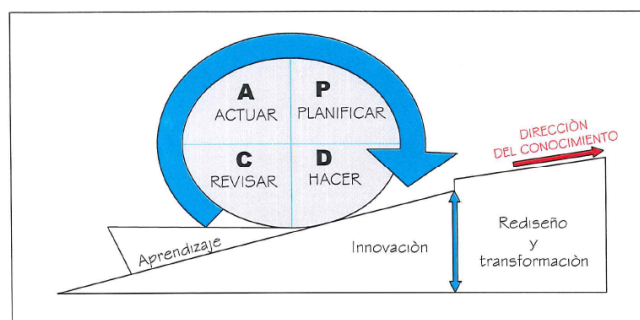 A
ACTUAR
P
PLANIFICAR
C
REVISAR
D
HACER
DIRECCIÒN
DEL CONOCIMIENTO
Aprendizaje
Innovaciòn
Rediseño
y
transformaciòn